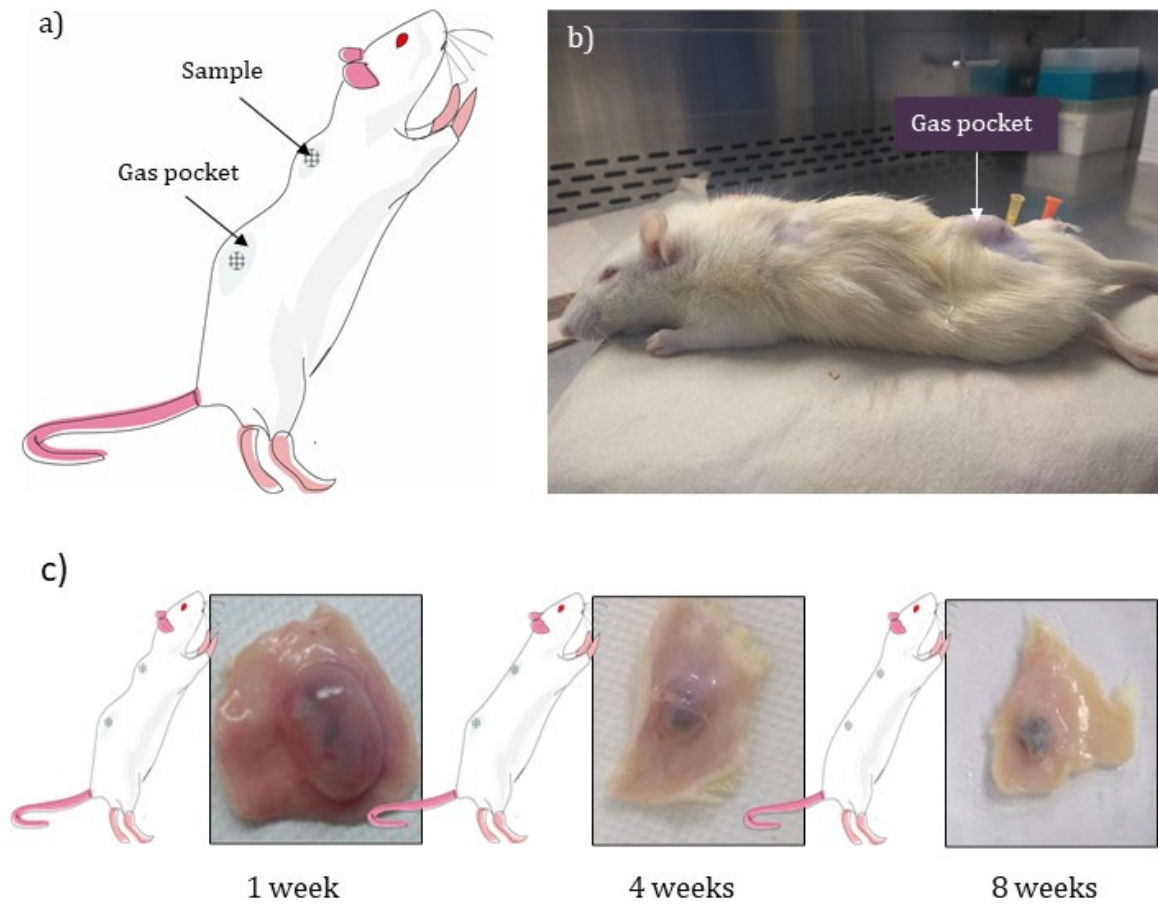 a)
Sample
Gas pocket
b)
Gas pocket
c)
1 week
4 weeks
8 weeks